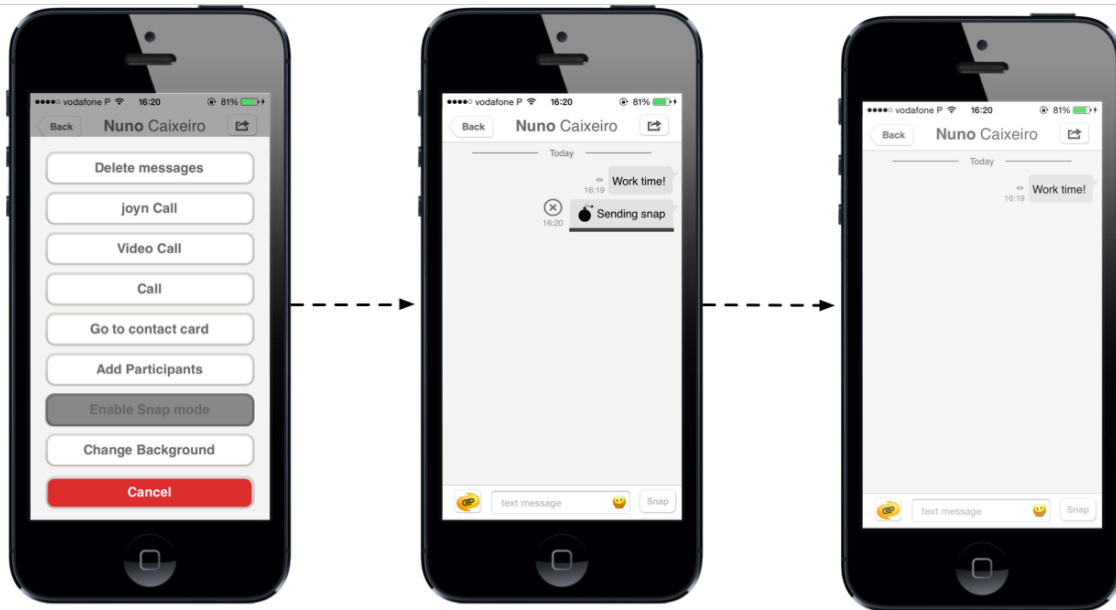 vodafone P 16:20 81%
Back Nuno Caixeiro
Delete messages
joyn Call
Video Call
Call
Go to contact card
Add Participants
Enable Snap mode
Change Background
Cancel
vodafone P 16:20 81%
Back Nuno Caixeiro
Today
Work time!
16:19
Sending snap
16:20
text message Snap
vodafone P 16:20 81%
Back Nuno Caixeiro
Today
Work time!
16:19
text message Snap